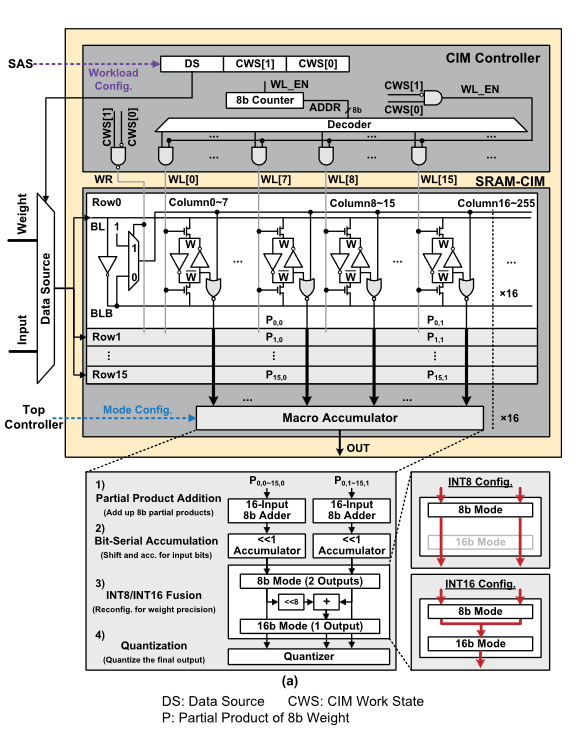 SAS
DS CWS[1] CWS[0]
CIM Controller
Workload
Config.
WL_EN
8b Counter
ADDR
8b
CWS[1]
CWS[0]
WL_EN
CWS[1]
CWS[0]
Decoder
... ...
... ...
WR WL[0] WL[7] WL[8] WL[15]
SRAM-CIM
Row0 Column0~7 Column8~15 Column16~255
BL
1
1
0
W W W W
... ... ...
W W W W
×16
BLB
P0,0 P0,1
Row1 P1,0 P1,1
⋮ ⋮ ⋮
Row15 P15,0 P15,1
Weight
Data Source
Input
... ...
Top
Controller
Mode Config.
Macro Accumulator
×16
OUT
1)
Partial Product Addition
(Add up 8b partial products)
P0,0~15,0 P0,1~15,1
16-Input
8b Adder
16-Input
8b Adder
2)
Bit-Serial Accumulation
(Shift and acc. for input bits)
<<1
Accumulator
<<1
Accumulator
3)
INT8/INT16 Fusion
(Reconfig. for weight precision)
8b Mode (2 Outputs)
<<8 +
16b Mode (1 Output)
4)
Quantization
(Quantize the final output)
Quantizer
INT8 Config.
8b Mode
16b Mode
INT16 Config.
8b Mode
16b Mode
(a)
DS: Data Source CWS: CIM Work State
P: Partial Product of 8b Weight